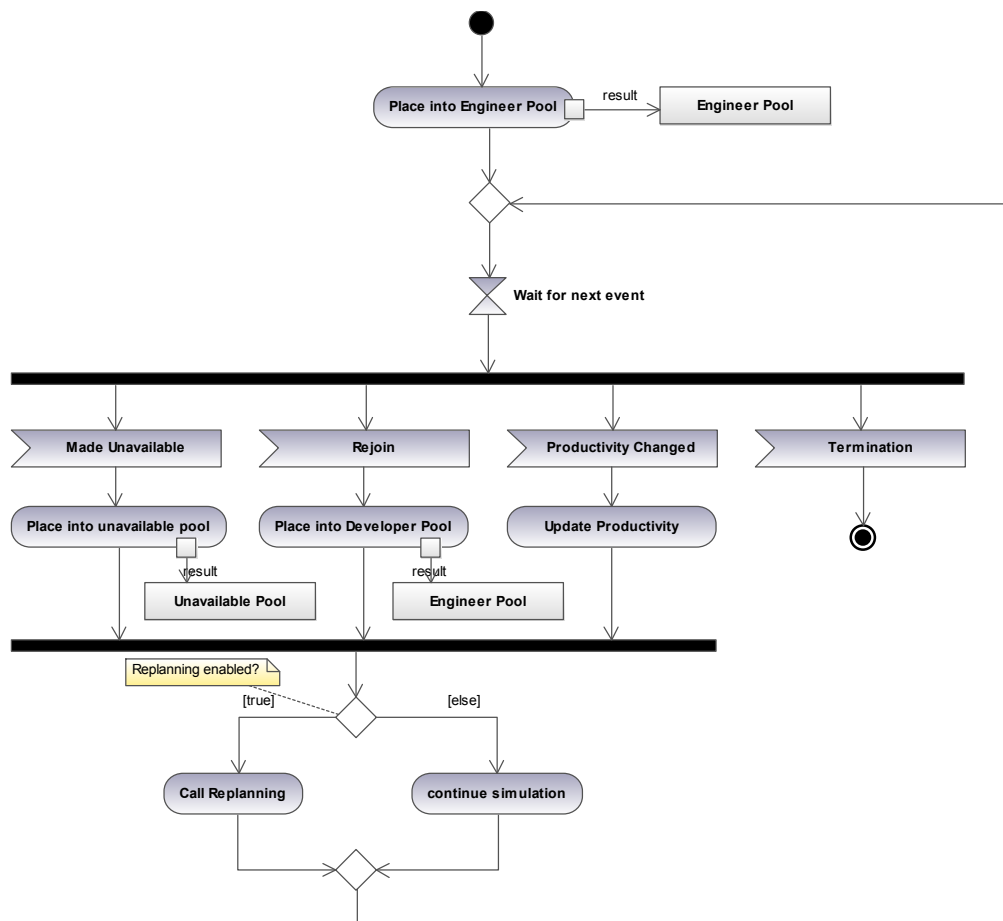 Place into Engineer Pool
result
Engineer Pool
Wait for next event
Made Unavailable
Rejoin
Productivity Changed
Termination
Place into unavailable pool
Place into Developer Pool
Update Productivity
result
result
Unavailable Pool
Engineer Pool
Replanning enabled?
[true]
[else]
Call Replanning
continue simulation